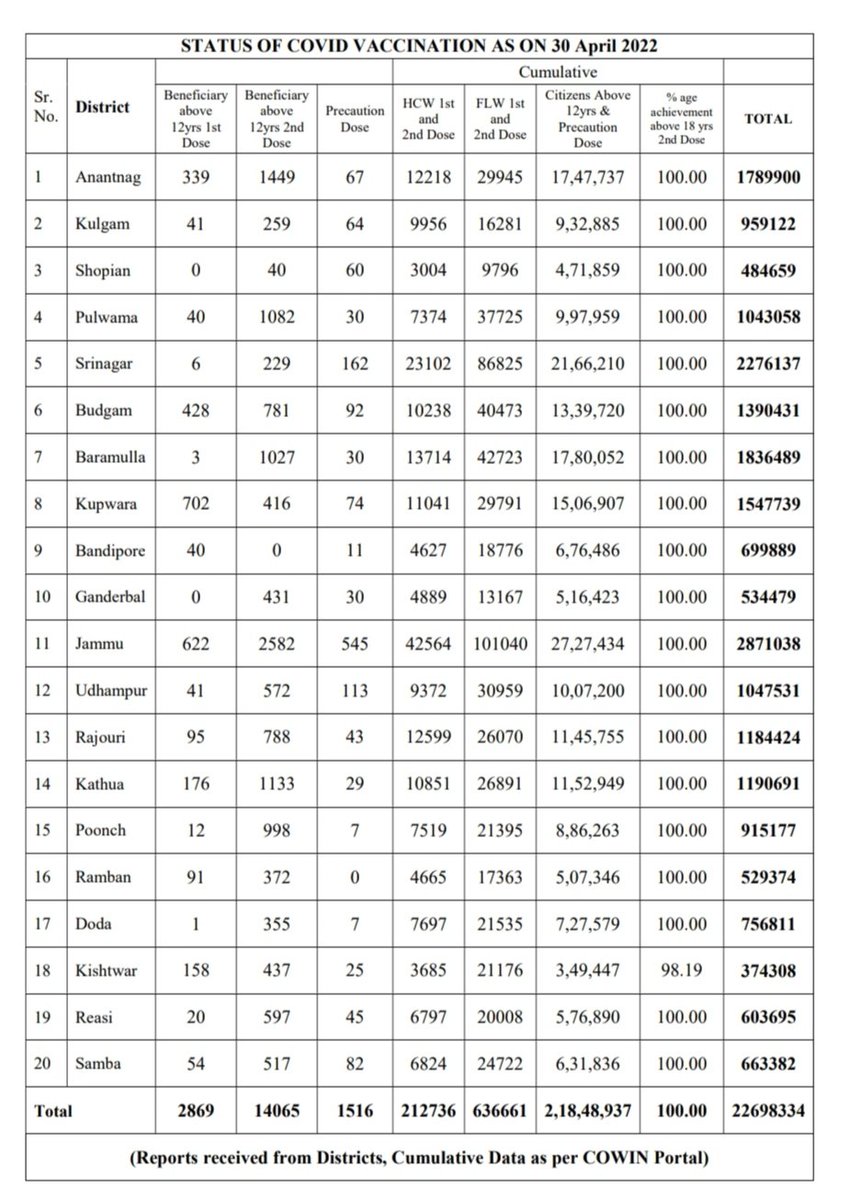 STATUS OF COVID VACCINATION AS ON 30 April 2022
Cumulative
Sr. No. District Beneficiary above 12yrs 1st Dose Beneficiary above 12yrs 2nd Dose Precaution Dose HCW 1st and 2nd Dose FLW 1st and 2nd Dose Citizens Above 12yrs & Precaution Dose % age achievement above 18 yrs 2nd Dose TOTAL
1 Anantnag 339 1449 67 12218 29945 17,47,737 100.00 1789900
2 Kulgam 41 259 64 9956 16281 9,32,885 100.00 959122
3 Shopian 0 40 60 3004 9796 4,71,859 100.00 484659
4 Pulwama 40 1082 30 7374 37725 9,97,959 100.00 1043058
5 Srinagar 6 229 162 23102 86825 21,66,210 100.00 2276137
6 Budgam 428 781 92 10238 40473 13,39,720 100.00 1390431
7 Baramulla 3 1027 30 13714 42723 17,80,052 100.00 1836489
8 Kupwara 702 416 74 11041 29791 15,06,907 100.00 1547739
9 Bandipore 40 0 11 4627 18776 6,76,486 100.00 699889
10 Ganderbal 0 431 30 4889 13167 5,16,423 100.00 534479
11 Jammu 622 2582 545 42564 101040 27,27,434 100.00 2871038
12 Udhampur 41 572 113 9372 30959 10,07,200 100.00 1047531
13 Rajouri 95 788 43 12599 26070 11,45,755 100.00 1184424
14 Kathua 176 1133 29 10851 26891 11,52,949 100.00 1190691
15 Poonch 12 998 7 7519 21395 8,86,263 100.00 915177
16 Ramban 91 372 0 4665 17363 5,07,346 100.00 529374
17 Doda 1 355 7 7697 21535 7,27,579 100.00 756811
18 Kishtwar 158 437 25 3685 21176 3,49,447 98.19 374308
19 Reasi 20 597 45 6797 20008 5,76,890 100.00 603695
20 Samba 54 517 82 6824 24722 6,31,836 100.00 663382
Total 2869 14065 1516 212736 636661 2,18,48,937 100.00 22698334
(Reports received from Districts, Cumulative Data as per COWIN Portal)